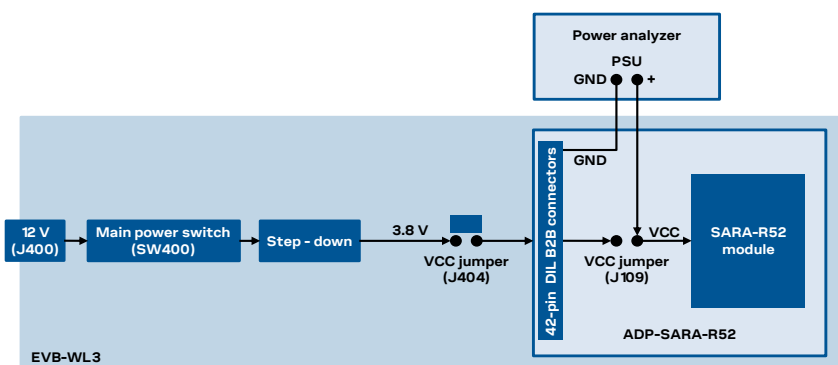 Power analyzer
PSU
GND
+
GND
42-pin DIL B2B connectors
12 V
(J400)
Main power switch
(SW400)
Step - down
3.8 V
VCC jumper
(J404)
VCC
VCC jumper
(J109)
SARA-R52
module
ADP-SARA-R52
EVB-WL3